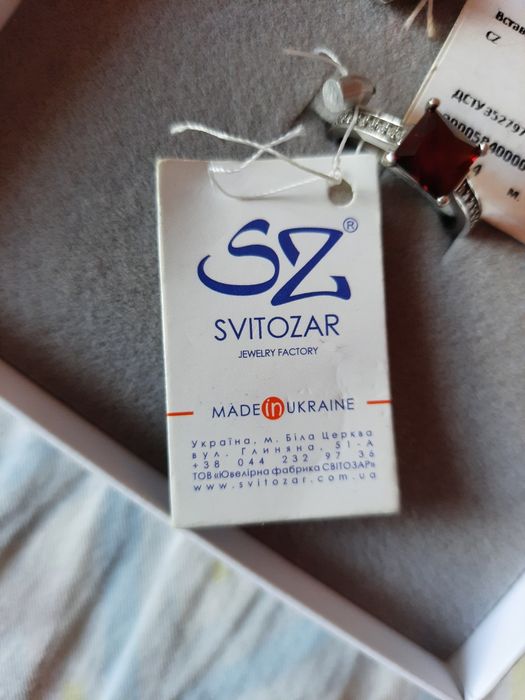 SZ®
SVITOZAR
JEWELRY FACTORY
MADE in UKRAINE
Україна, м. Біла Церква
вул. Глиняна, 51-А
+38 044 232 97 36
ТОВ «Ювелірна фабрика СВІТОЗАР»
www.svitozar.com.ua
CZ
ДСТУ 3527
м